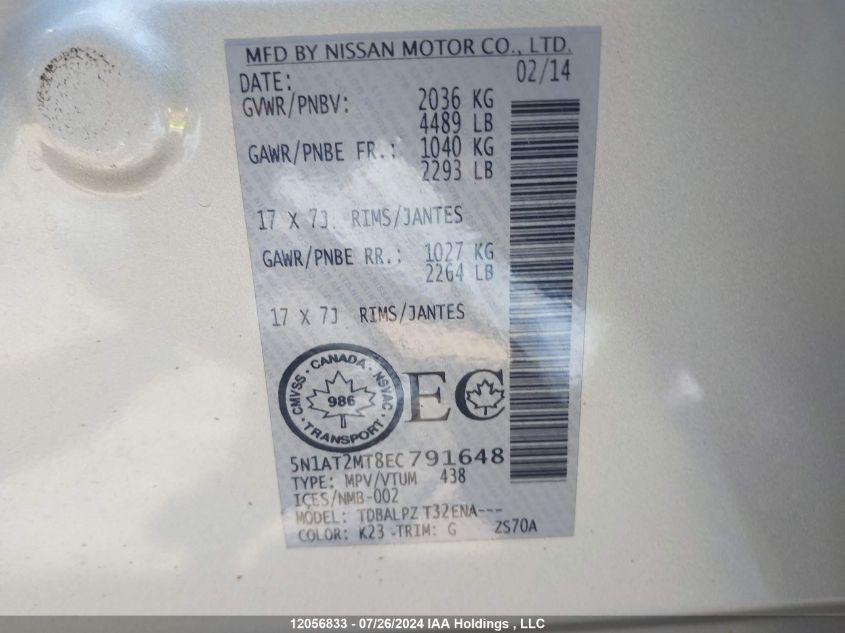 MFD BY NISSAN MOTOR CO., LTD.
DATE: 02/14
GVWR/PNBV: 2036 KG
4489 LB
GAWR/PNBE FR.: 1040 KG
2293 LB
17 X 7J RIMS/JANTES
GAWR/PNBE RR.: 1027 KG
2264 LB
17 X 7J RIMS/JANTES
CMVSS · CANADA · NSVAC · TRANSPORT
986
EC
5N1AT2MT8EC791648
TYPE: MPV/VTUM 438
ICES/NMB-002
MODEL: TDBALPZ T32ENA---
COLOR: K23 -TRIM: G ZS70A
12056833 - 07/26/2024 IAA Holdings , LLC